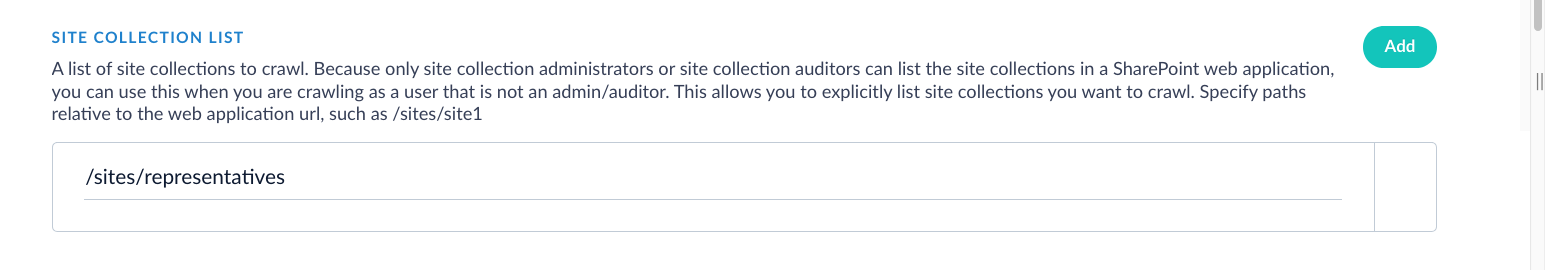 SITE COLLECTION LIST
Add
A list of site collections to crawl. Because only site collection administrators or site collection auditors can list the site collections in a SharePoint web application,
you can use this when you are crawling as a user that is not an admin/auditor. This allows you to explicitly list site collections you want to crawl. Specify paths
relative to the web application url, such as /sites/site1
/sites/representatives